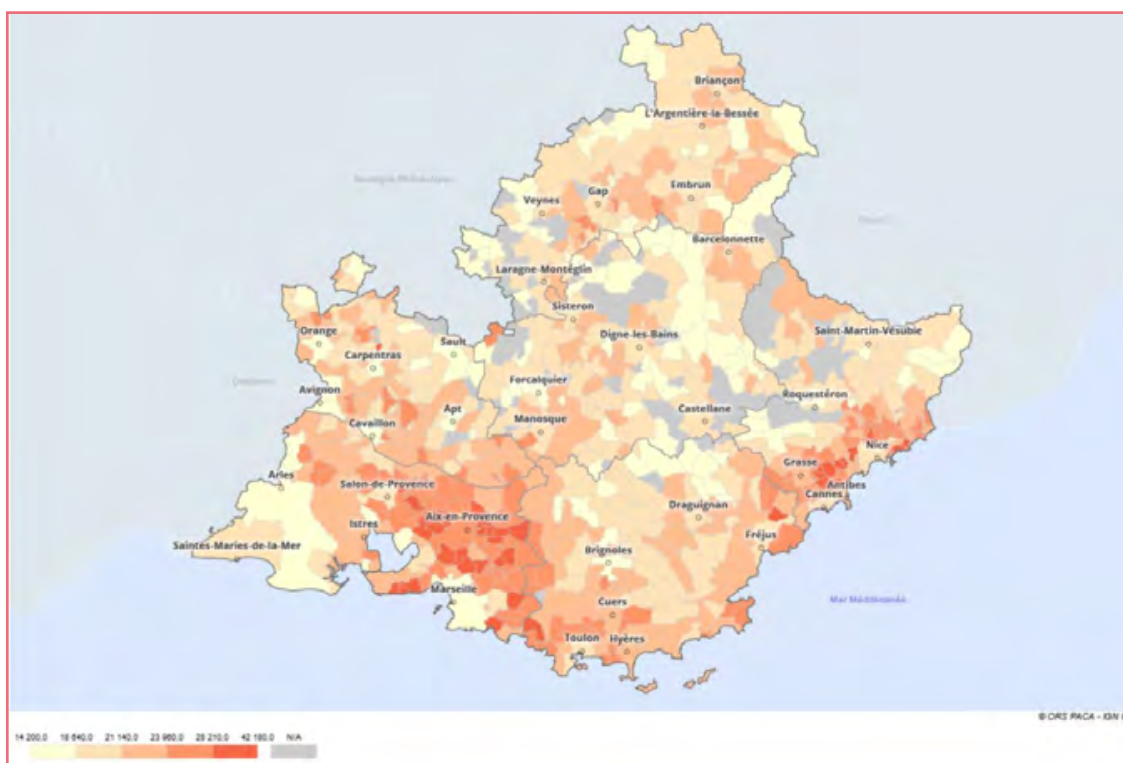 Briançon
L'Argentière-la-Bessée
Embrun
Gap
Veynes
Barcelonnette
Laragne-Montéglin
Sisteron
Saint-Martin-Vésubie
Orange
Digne-les-Bains
Sault
Carpentras
Forcalquier
Roquestéron
Avignon
Apt
Castellane
Manosque
Cavaillon
Nice
Grasse
Arles
Antibes
Salon-de-Provence
Cannes
Draguignan
Aix-en-Provence
Istres
Fréjus
Saintes-Maries-de-la-Mer
Brignoles
Marseille
Mer Méditerranée
Cuers
Toulon
Hyères
© ORS PACA - IGN
14 200,0 18 640,0 21 140,0 23 960,0 28 210,0 42 180,0 N/A